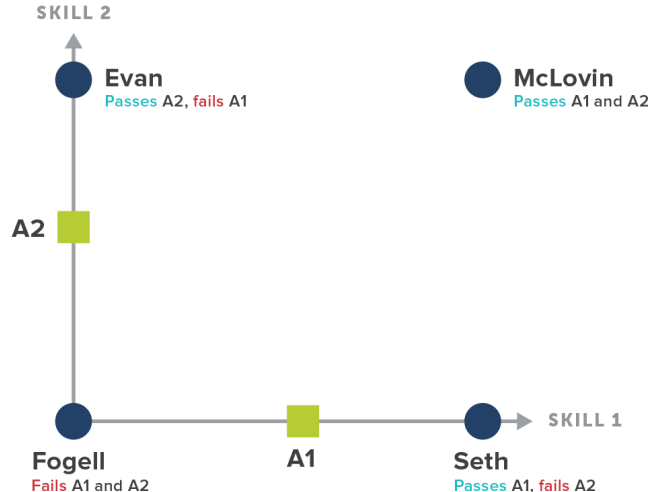 SKILL 2
Evan
Passes A2, fails A1
McLovin
Passes A1 and A2
A2
SKILL 1
Fogell
Fails A1 and A2
A1
Seth
Passes A1, fails A2